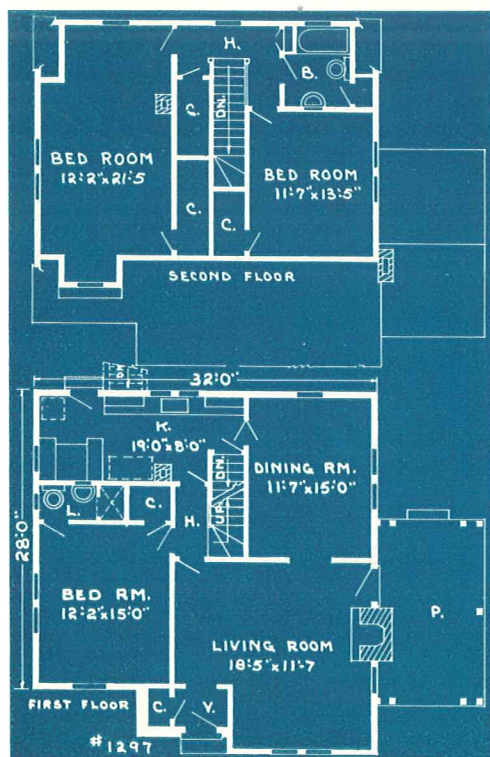 H.
B.
C.
DN.
BED ROOM
12'-2"x21'-5
BED ROOM
11'-7"x13'-5"
C.
C.
SECOND FLOOR
DN
32'-0"
K.
19'-0"x8'-0"
DINING RM.
11'-7"x15'-0"
DN.
UP
L.
C.
H.
28'-0"
BED RM.
12'-2"x15'-0"
P.
LIVING ROOM
18'-5"x11'-7
FIRST FLOOR
C.
V.
#1297